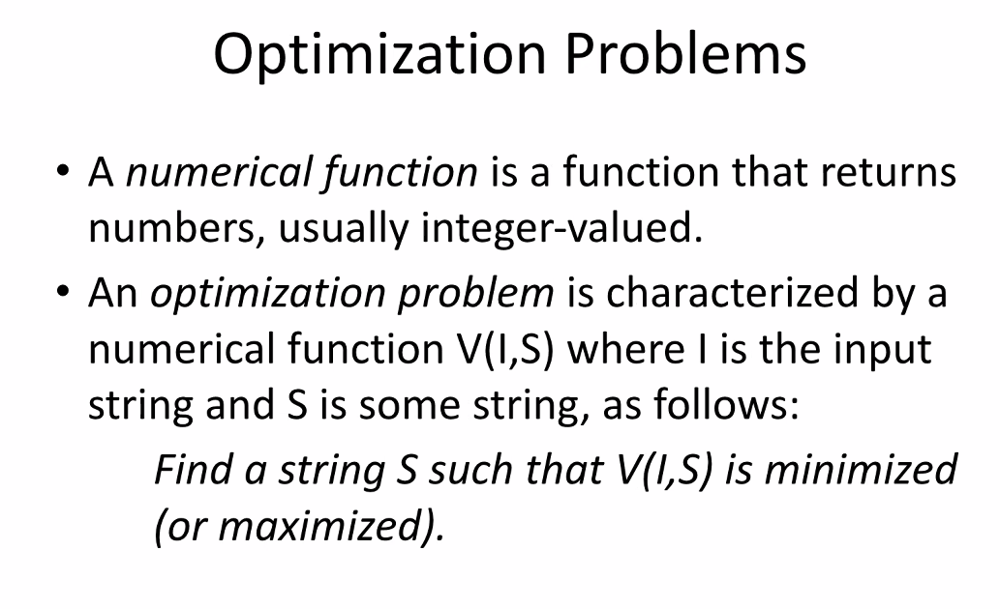 Optimization Problems
• A numerical function is a function that returns
numbers, usually integer-valued.
• An optimization problem is characterized by a
numerical function V(I,S) where I is the input
string and S is some string, as follows:
Find a string S such that V(I,S) is minimized
(or maximized).